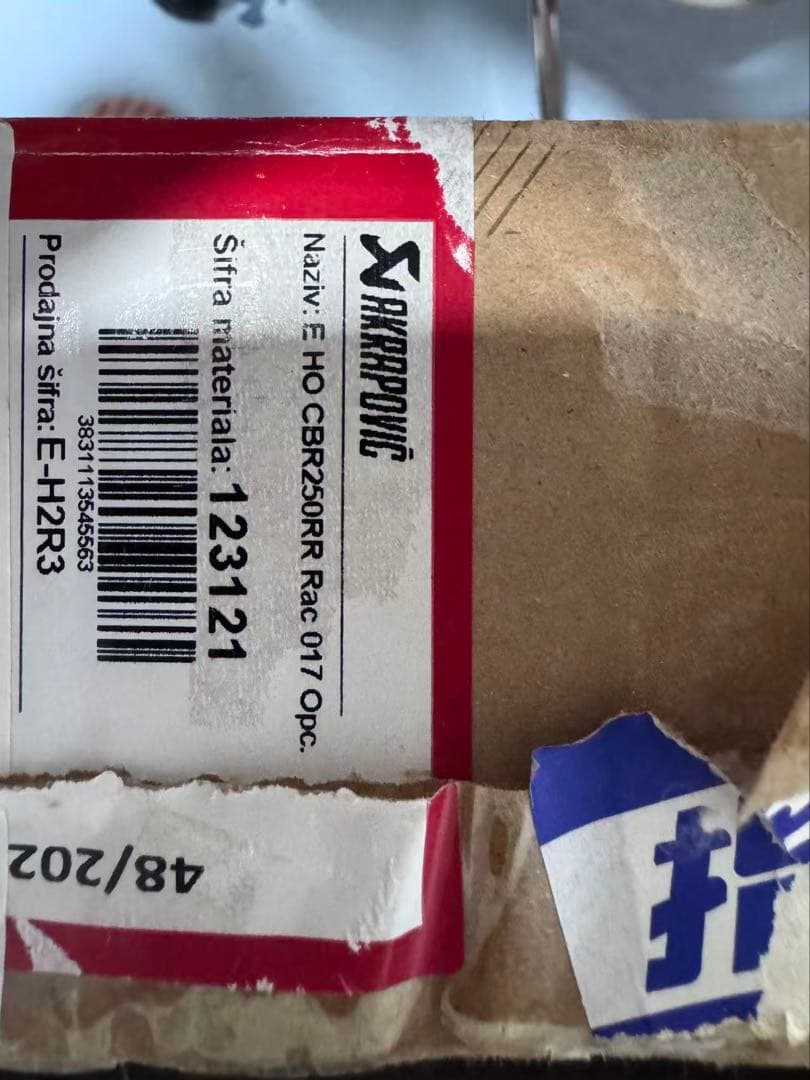 AKRAPOVIČ
Naziv: E HO CBR250RR Rac 017 Opc.
Šifra materiala: 123121
3831113545563
Prodajna šifra: E-H2R3
48/202